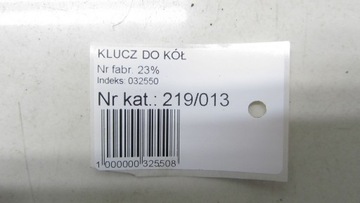 KLUCZ DO KÓŁ
Nr fabr. 23%
Indeks: 032550
Nr kat.: 219/013
1 000000 325508